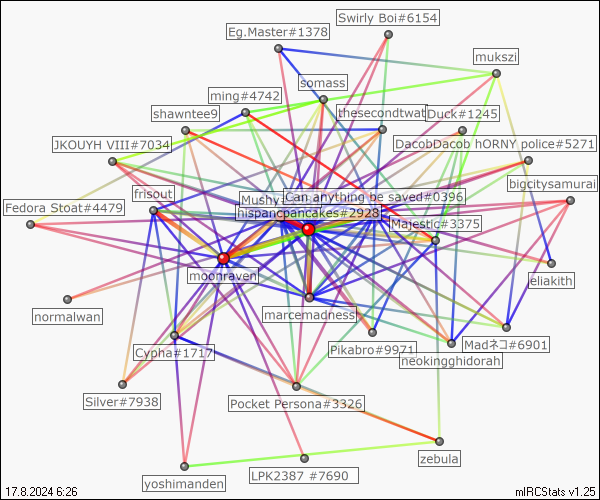 Swirly Boi#6154
Eg.Master#1378
mukszi
somass
ming#4742
shawntee9
thesecondtwat
Duck#1245
JKOUYH VIII#7034
DacobDacob hORNY police#5271
bigcitysamurai
frisout
Mushy
Can anything be saved#0396
Fedora Stoat#4479
hispancpancakes#2928
Majestic#3375
moonraven
eliakith
normalwan
marcemadness
Pikabro#9971
Madネコ#6901
Cypha#1717
neokingghidorah
Silver#7938
Pocket Persona#3326
zebula
yoshimanden
LPK2387 #7690
17.8.2024 6:26
mIRCStats v1.25